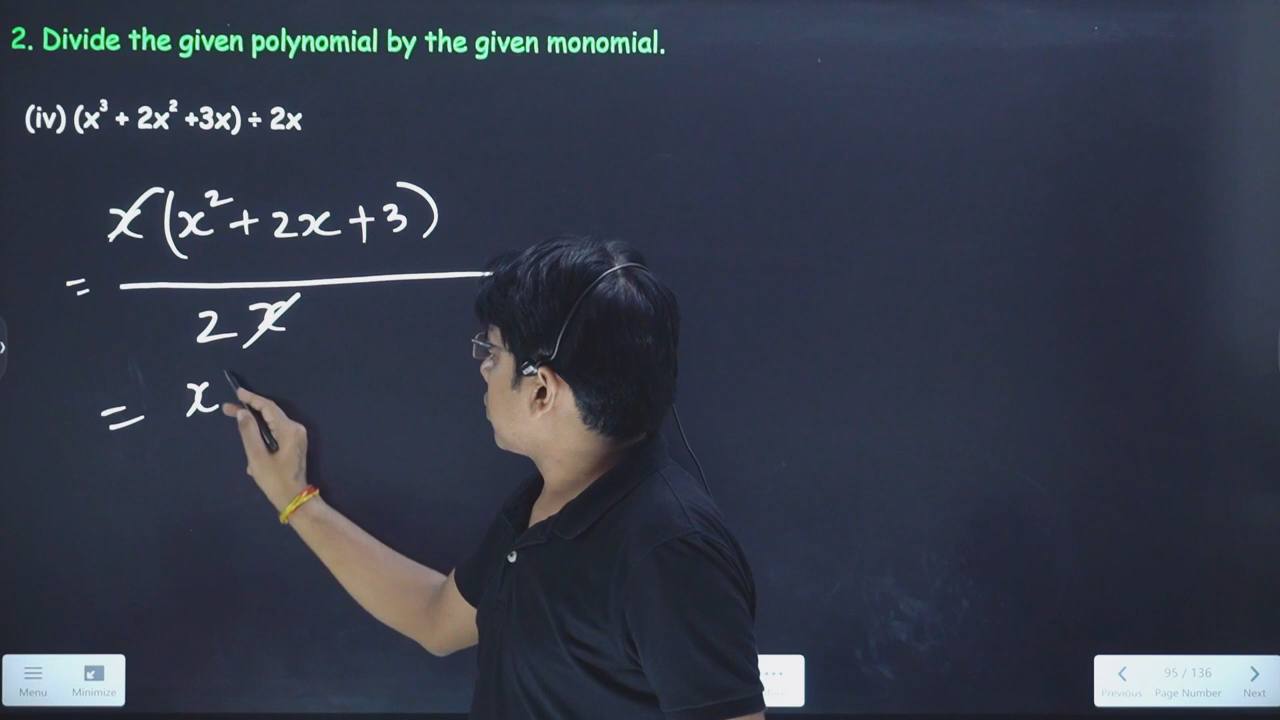 2. Divide the given polynomial by the given monomial.
(iv) (x³ + 2x² +3x) ÷ 2x
x(x² + 2x + 3)
=
2x
= x
Menu
Minimize
Previous
95 / 136
Page Number
Next